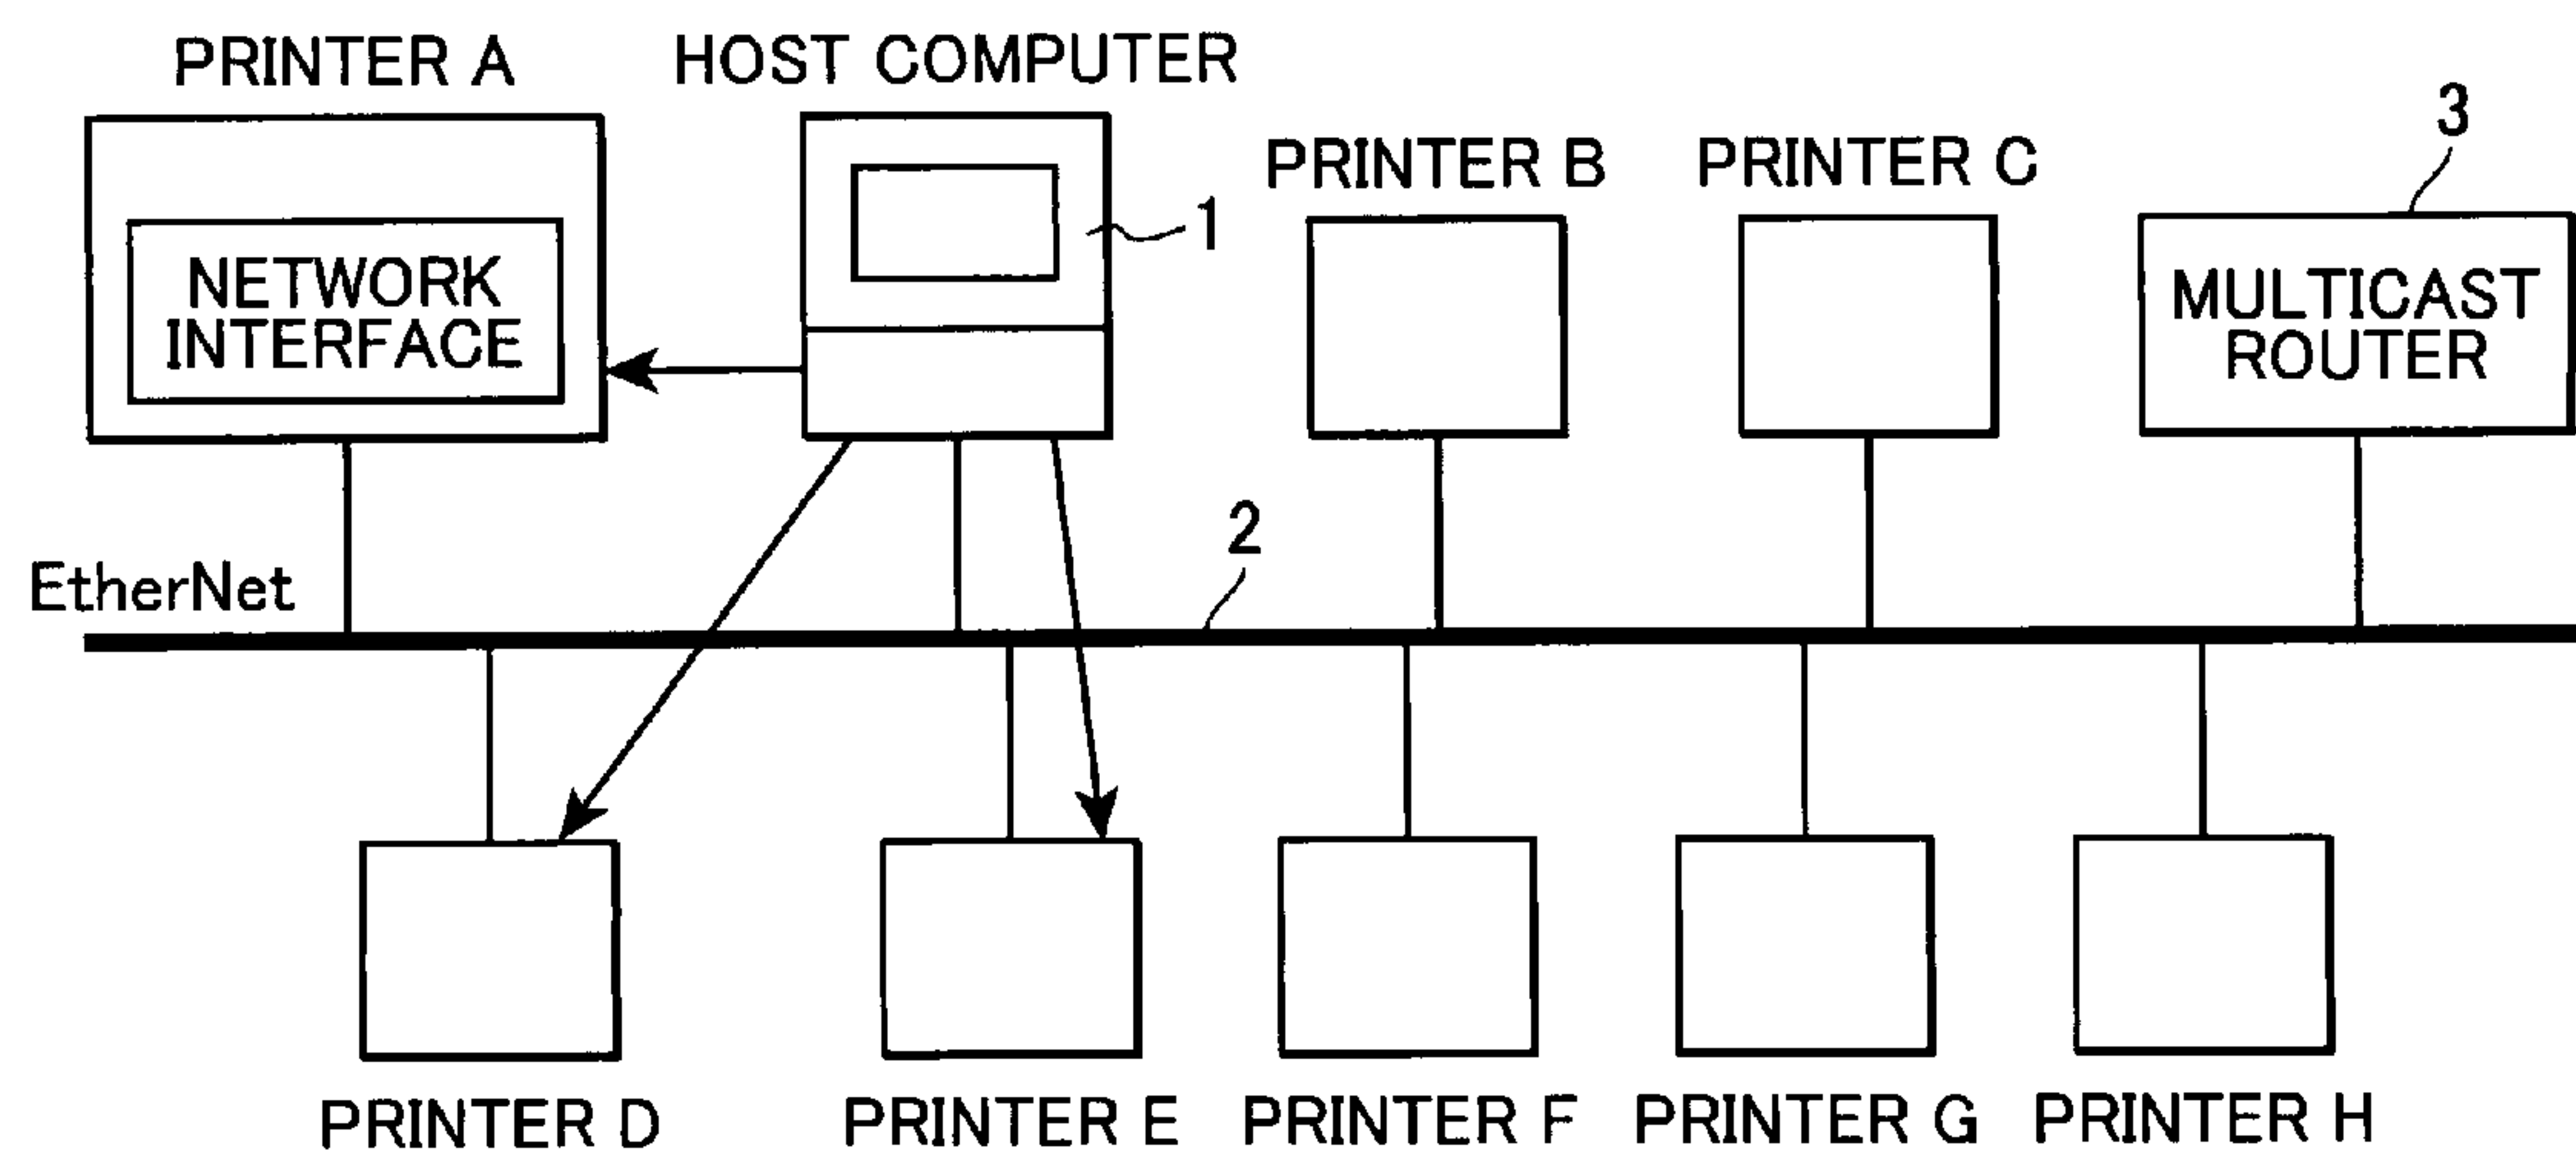 PRINTER A
HOST COMPUTER
3
PRINTER B
PRINTER C
1
NETWORK
INTERFACE
MULTICAST
ROUTER
2
EtherNet
PRINTER D
PRINTER E
PRINTER F
PRINTER G
PRINTER H